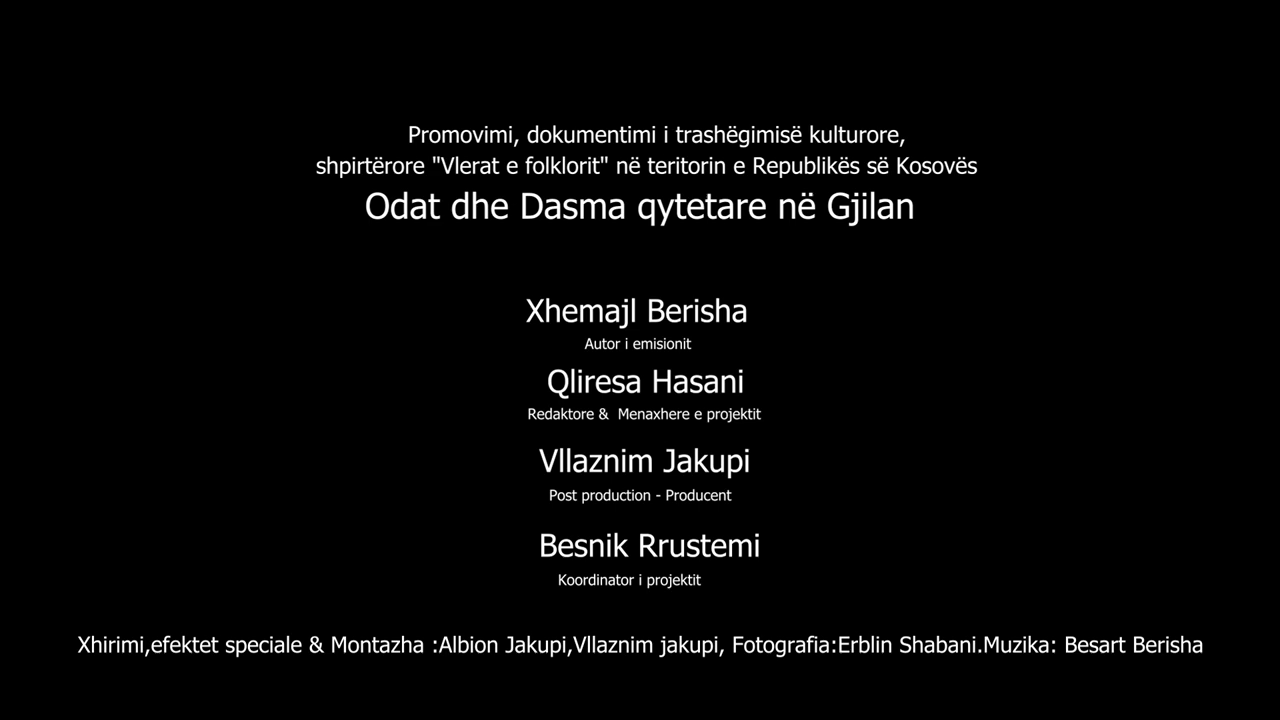 Promovimi, dokumentimi i trashëgimisë kulturore,
shpirtërore "Vlerat e folklorit" në teritorin e Republikës së Kosovës
Odat dhe Dasma qytetare në Gjilan
Xhemajl Berisha
Autor i emisionit
Qliresa Hasani
Redaktore &  Menaxhere e projektit
Vllaznim Jakupi
Post production - Producent
Besnik Rrustemi
Koordinator i projektit
Xhirimi,efektet speciale & Montazha :Albion Jakupi,Vllaznim jakupi, Fotografia:Erblin Shabani.Muzika: Besart Berisha